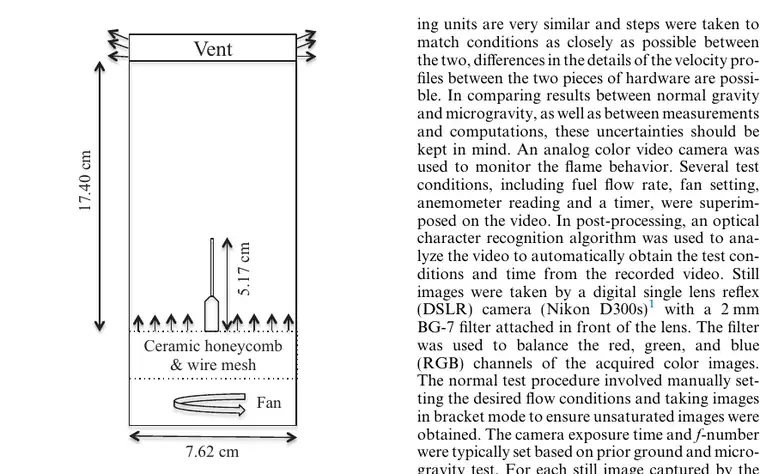 Vent
17.40 cm
5.17 cm
Ceramic honeycomb
& wire mesh
Fan
7.62 cm
ing units are very similar and steps were taken to
match conditions as closely as possible between
the two, differences in the details of the velocity pro-
files between the two pieces of hardware are possi-
ble. In comparing results between normal gravity
and microgravity, as well as between measurements
and computations, these uncertainties should be
kept in mind. An analog color video camera was
used to monitor the flame behavior. Several test
conditions, including fuel flow rate, fan setting,
anemometer reading and a timer, were superim-
posed on the video. In post-processing, an optical
character recognition algorithm was used to ana-
lyze the video to automatically obtain the test con-
ditions and time from the recorded video. Still
images were taken by a digital single lens reflex
(DSLR) camera (Nikon D300s)1 with a 2 mm
BG-7 filter attached in front of the lens. The filter
was used to balance the red, green, and blue
(RGB) channels of the acquired color images.
The normal test procedure involved manually set-
ting the desired flow conditions and taking images
in bracket mode to ensure unsaturated images were
obtained. The camera exposure time and f-number
were typically set based on prior ground and micro-
gravity test. For each still image captured by the